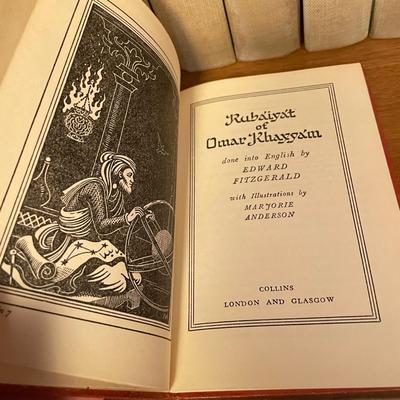 Rubáiyát
of
Omar Khayyám
done into English by
EDWARD
FITZGERALD
with Illustrations by
MARJORIE
ANDERSON
COLLINS
LONDON AND GLASGOW